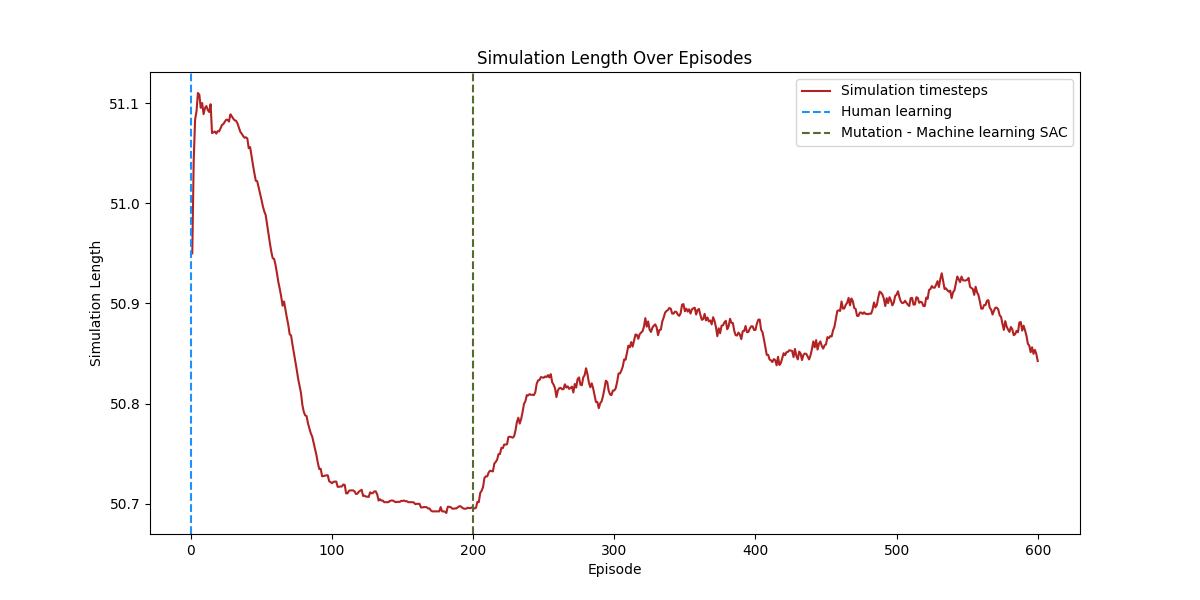 Simulation Length Over Episodes
Simulation timesteps
Human learning
Mutation - Machine learning SAC
Simulation Length
51.1
51.0
50.9
50.8
50.7
0 100 200 300 400 500 600
Episode